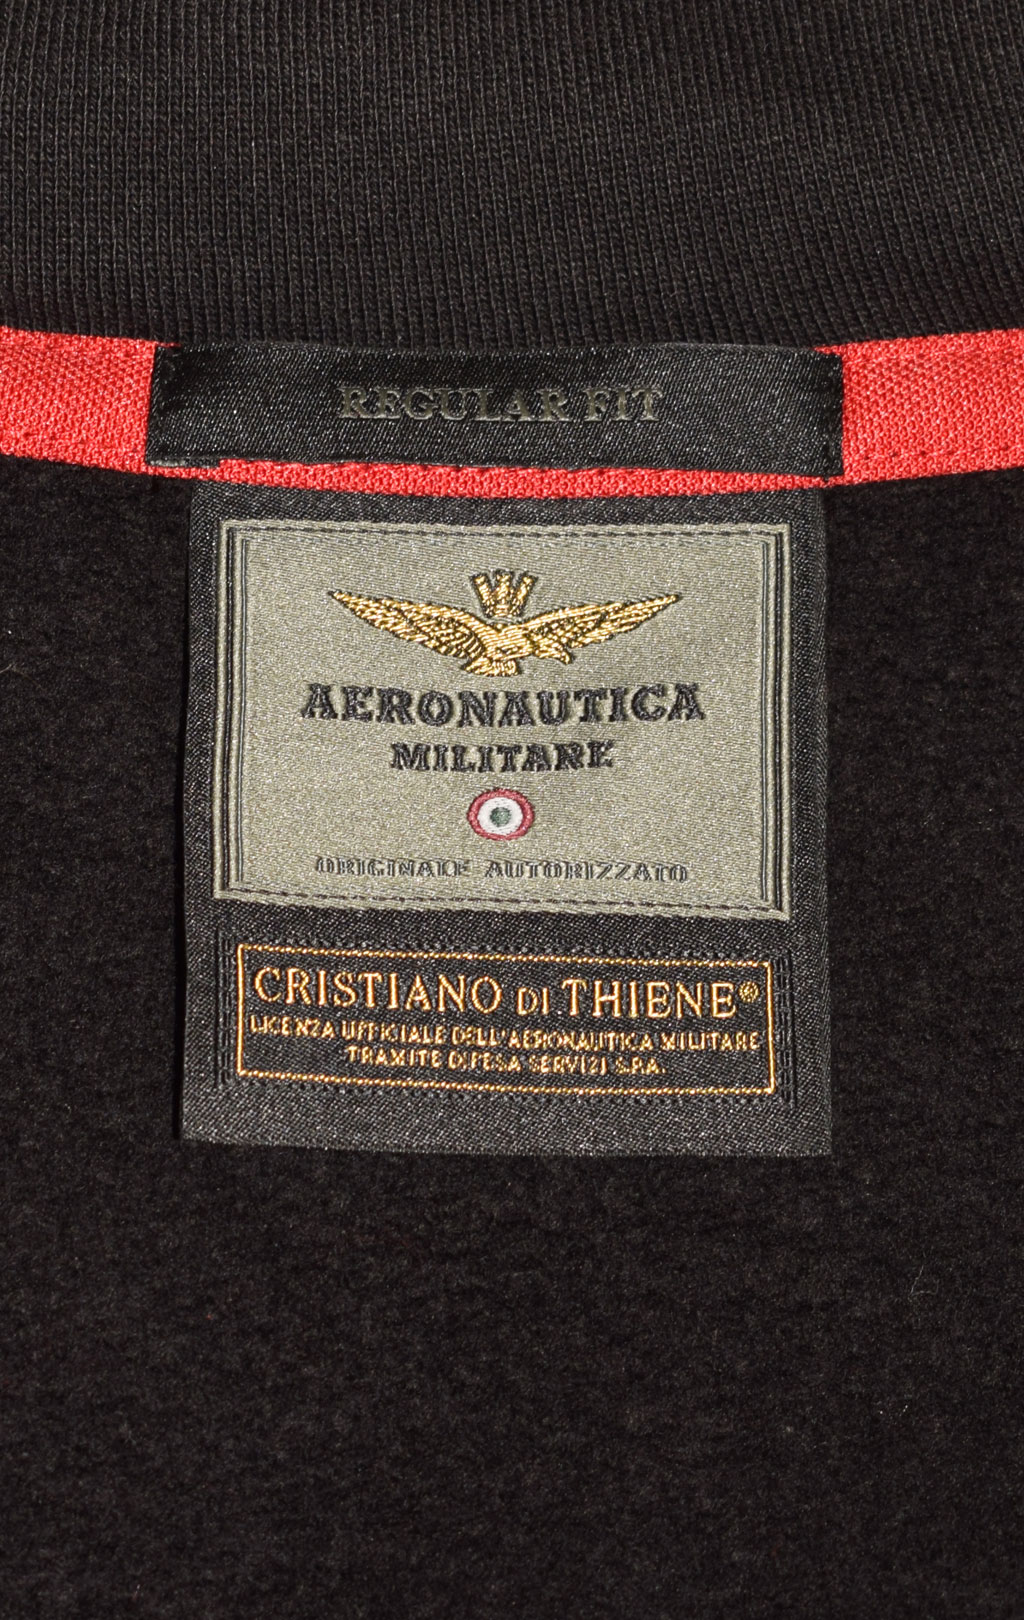 REGULAR FIT
AERONAUTICA
MILITARE
ORIGINALE AUTORIZZATO
CRISTIANO DI THIENE®
LICENZA UFFICIALE DELL'AERONAUTICA MILITARE
TRAMITE DIFESA SERVIZI S.P.A.